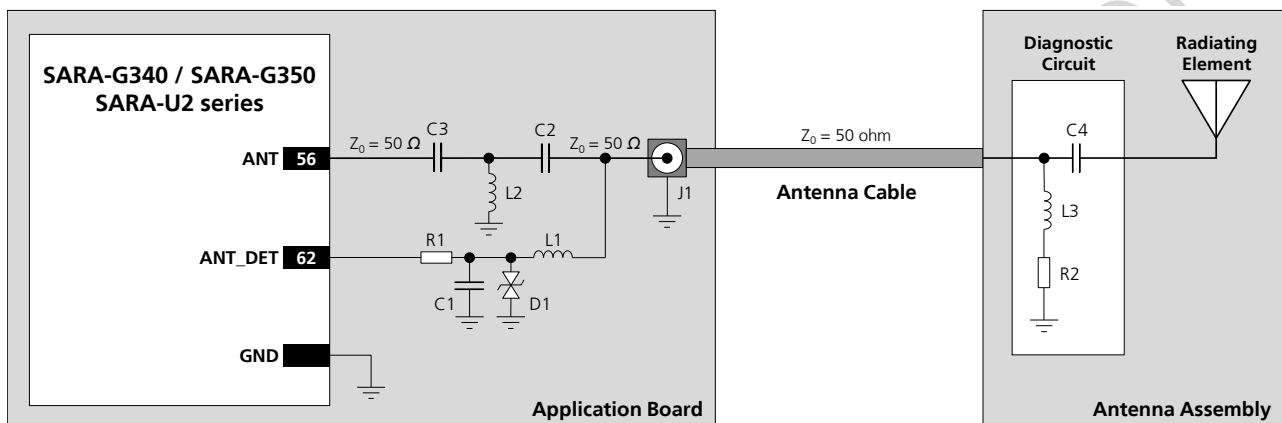 SARA-G340 / SARA-G350
SARA-U2 series
ANT 56
Z0 = 50 Ω
C3
C2
Z0 = 50 Ω
L2
J1
ANT_DET 62
R1
L1
C1
D1
GND
Application Board
Z0 = 50 ohm
Antenna Cable
Diagnostic
Circuit
Radiating
Element
C4
L3
R2
Antenna Assembly